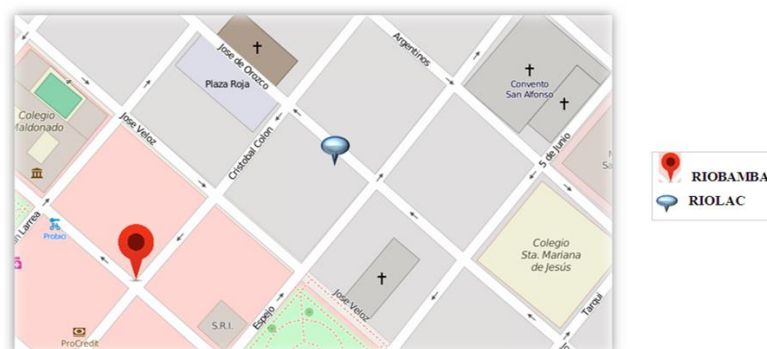 Argentinos
Jose de Orozco
Plaza Roja
Convento
San Alfonso
Colegio
Maldonado
Jose Veloz
Cristobal Colon
5 de Junio
RIOBAMBA
RIOLAC
Larrea
Probici
Colegio
Sta. Mariana
de Jesús
Jose Veloz
Espejo
S.R.I.
Tarqui
ProCredit